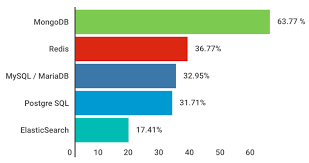 MongoDB 63.77 %
Redis 36.77%
MySQL / MariaDB 32.95%
Postgre SQL 31.71%
ElasticSearch 17.41%
0 10 20 30 40 50 60